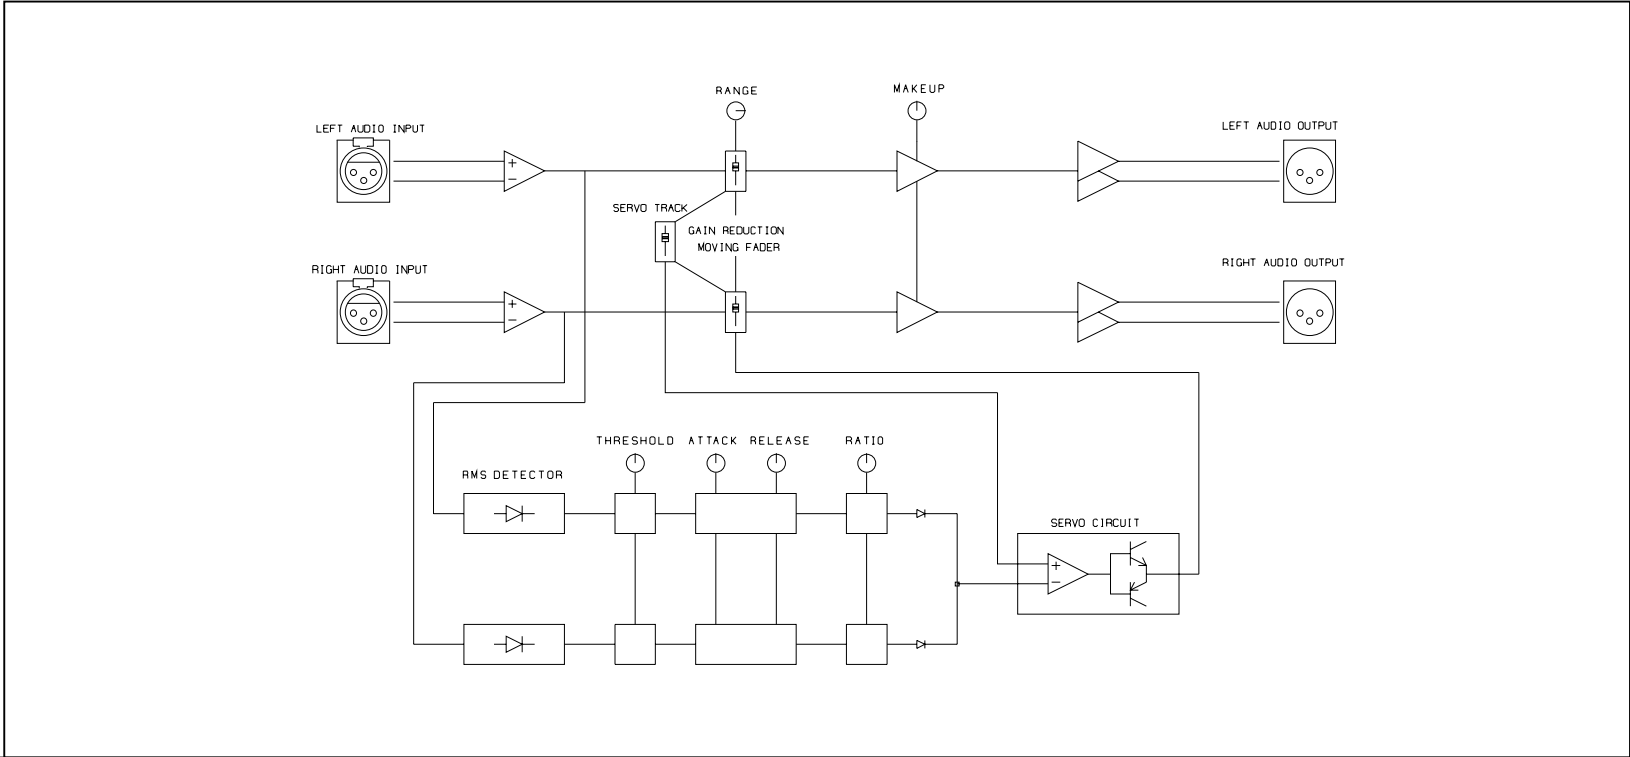 RANGE
MAKEUP
LEFT AUDIO INPUT
LEFT AUDIO OUTPUT
SERVO TRACK
GAIN REDUCTION
MOVING FADER
RIGHT AUDIO INPUT
RIGHT AUDIO OUTPUT
THRESHOLD
ATTACK
RELEASE
RATIO
RMS DETECTOR
SERVO CIRCUIT